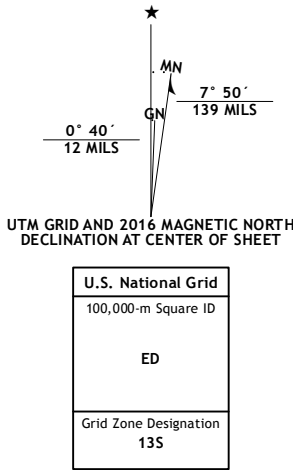 ★
MN
GN
7° 50´
139 MILS
0° 40´
12 MILS
UTM GRID AND 2016 MAGNETIC NORTH
DECLINATION AT CENTER OF SHEET
U.S. National Grid
100,000-m Square ID
ED
Grid Zone Designation
13S